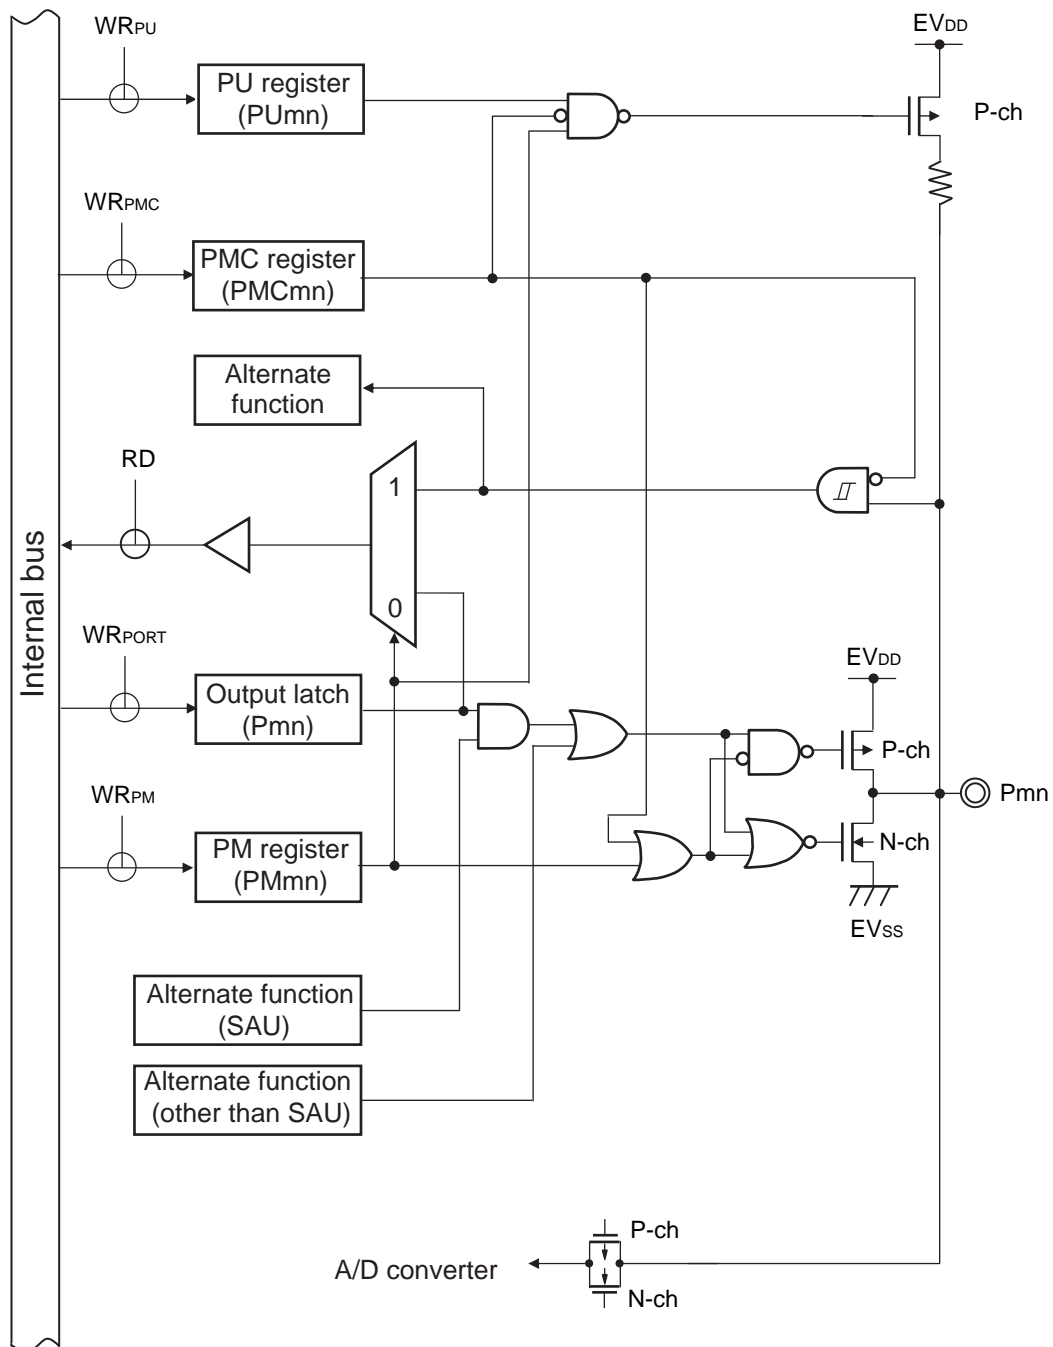 WRPU
EVDD
PU register
(PUmn)
P-ch
WRPMC
PMC register
(PMCmn)
Alternate
function
RD
1
0
Internal bus
WRPORT
Output latch
(Pmn)
EVDD
P-ch
Pmn
WRPM
PM register
(PMmn)
N-ch
EVSS
Alternate function
(SAU)
Alternate function
(other than SAU)
P-ch
A/D converter
N-ch